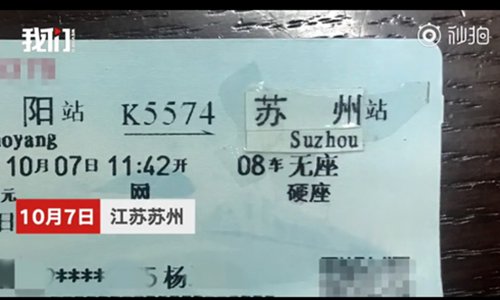 我们 秒拍
阳站 K5574 苏州站
oyang Suzhou
10月07日 11:42开 08车 无座
元 网 硬座
10月7日 江苏苏州
****5杨